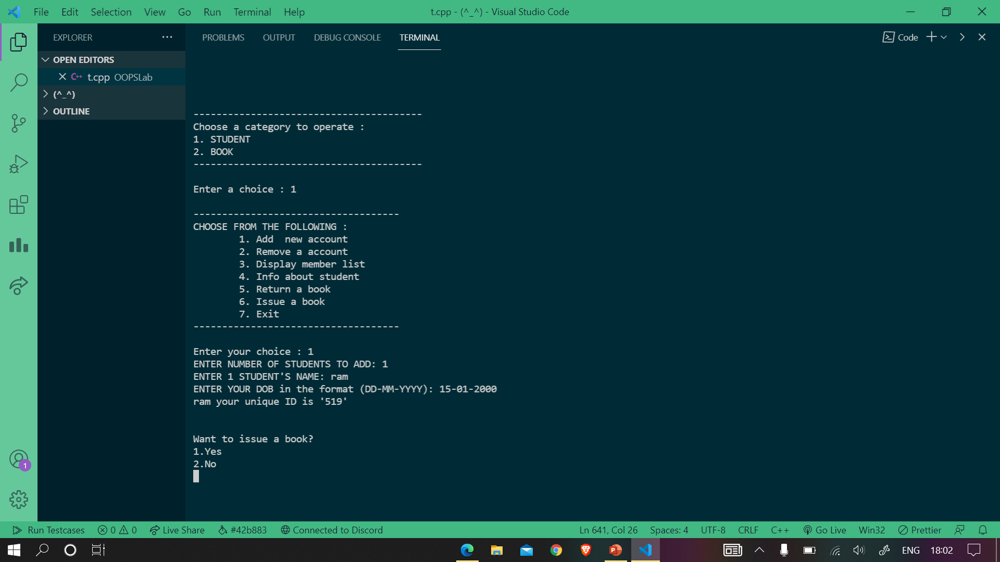 File Edit Selection View Go Run Terminal Help t.cpp - (^_^) - Visual Studio Code
EXPLORER ... PROBLEMS OUTPUT DEBUG CONSOLE TERMINAL Code
OPEN EDITORS
C++ t.cpp OOPSLab
(^_^)
OUTLINE
----------------------------------------
Choose a category to operate :
1. STUDENT
2. BOOK
----------------------------------------
Enter a choice : 1
------------------------------------
CHOOSE FROM THE FOLLOWING :
1. Add  new account
2. Remove a account
3. Display member list
4. Info about student
5. Return a book
6. Issue a book
7. Exit
------------------------------------
Enter your choice : 1
ENTER NUMBER OF STUDENTS TO ADD: 1
ENTER 1 STUDENT'S NAME: ram
ENTER YOUR DOB in the format (DD-MM-YYYY): 15-01-2000
ram your unique ID is '519'
Want to issue a book?
1.Yes
2.No
1
Run Testcases 0 0 Live Share #42b883 Connected to Discord Ln 641, Col 26 Spaces: 4 UTF-8 CRLF C++ Go Live Win32 Prettier
P ENG 18:02